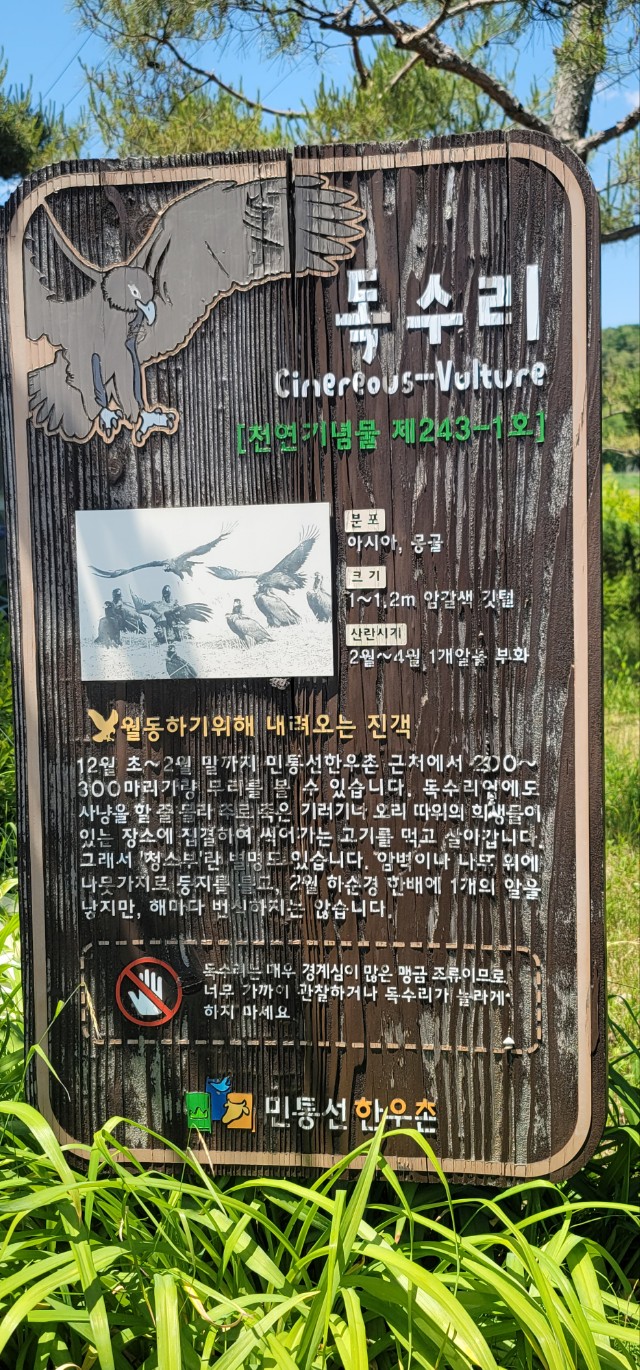 독수리
Cinereous-Vulture
[천연기념물 제243-1호]
분 포
아시아, 몽골
크 기
1~1.2m 암갈색 깃털
산란시기
2월~4월 1개알을 부화
월동하기위해 내려오는 진객
12월 초~2월 말까지 민통선한우촌 근처에서 200~
300마리가량 무리를 볼 수 있습니다. 독수리임에도
사냥을 할 줄 몰라 주로 죽은 기러기나 오리 따위의 희생물이
있는 장소에 집결하여 썩어가는 고기를 먹고 살아갑니다.
그래서 '청소부'란 별명도 있습니다. 암벽이나 나무 위에
나뭇가지로 둥지를 틀고, 2월 하순경 한배에 1개의 알을
낳지만, 해마다 번식하지는 않습니다.
독수리는 매우 경계심이 많은 맹금 조류이므로
너무 가까이 관찰하거나 독수리가 놀라게
하지 마세요
민통선한우촌